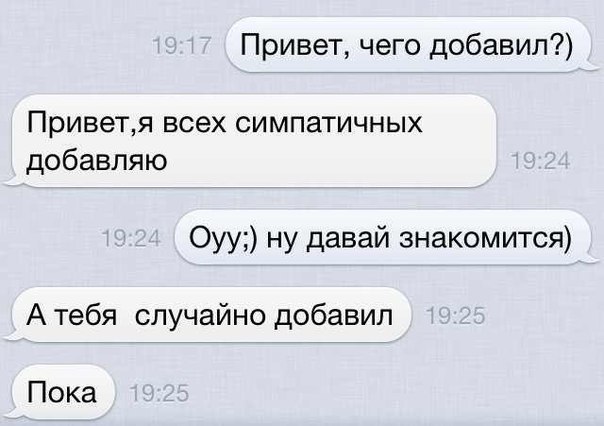 19:17 Привет, чего добавил?)
Привет,я всех симпатичных
добавляю 19:24
19:24 Оуу;) ну давай знакомится)
А тебя  случайно добавил 19:25
Пока 19:25